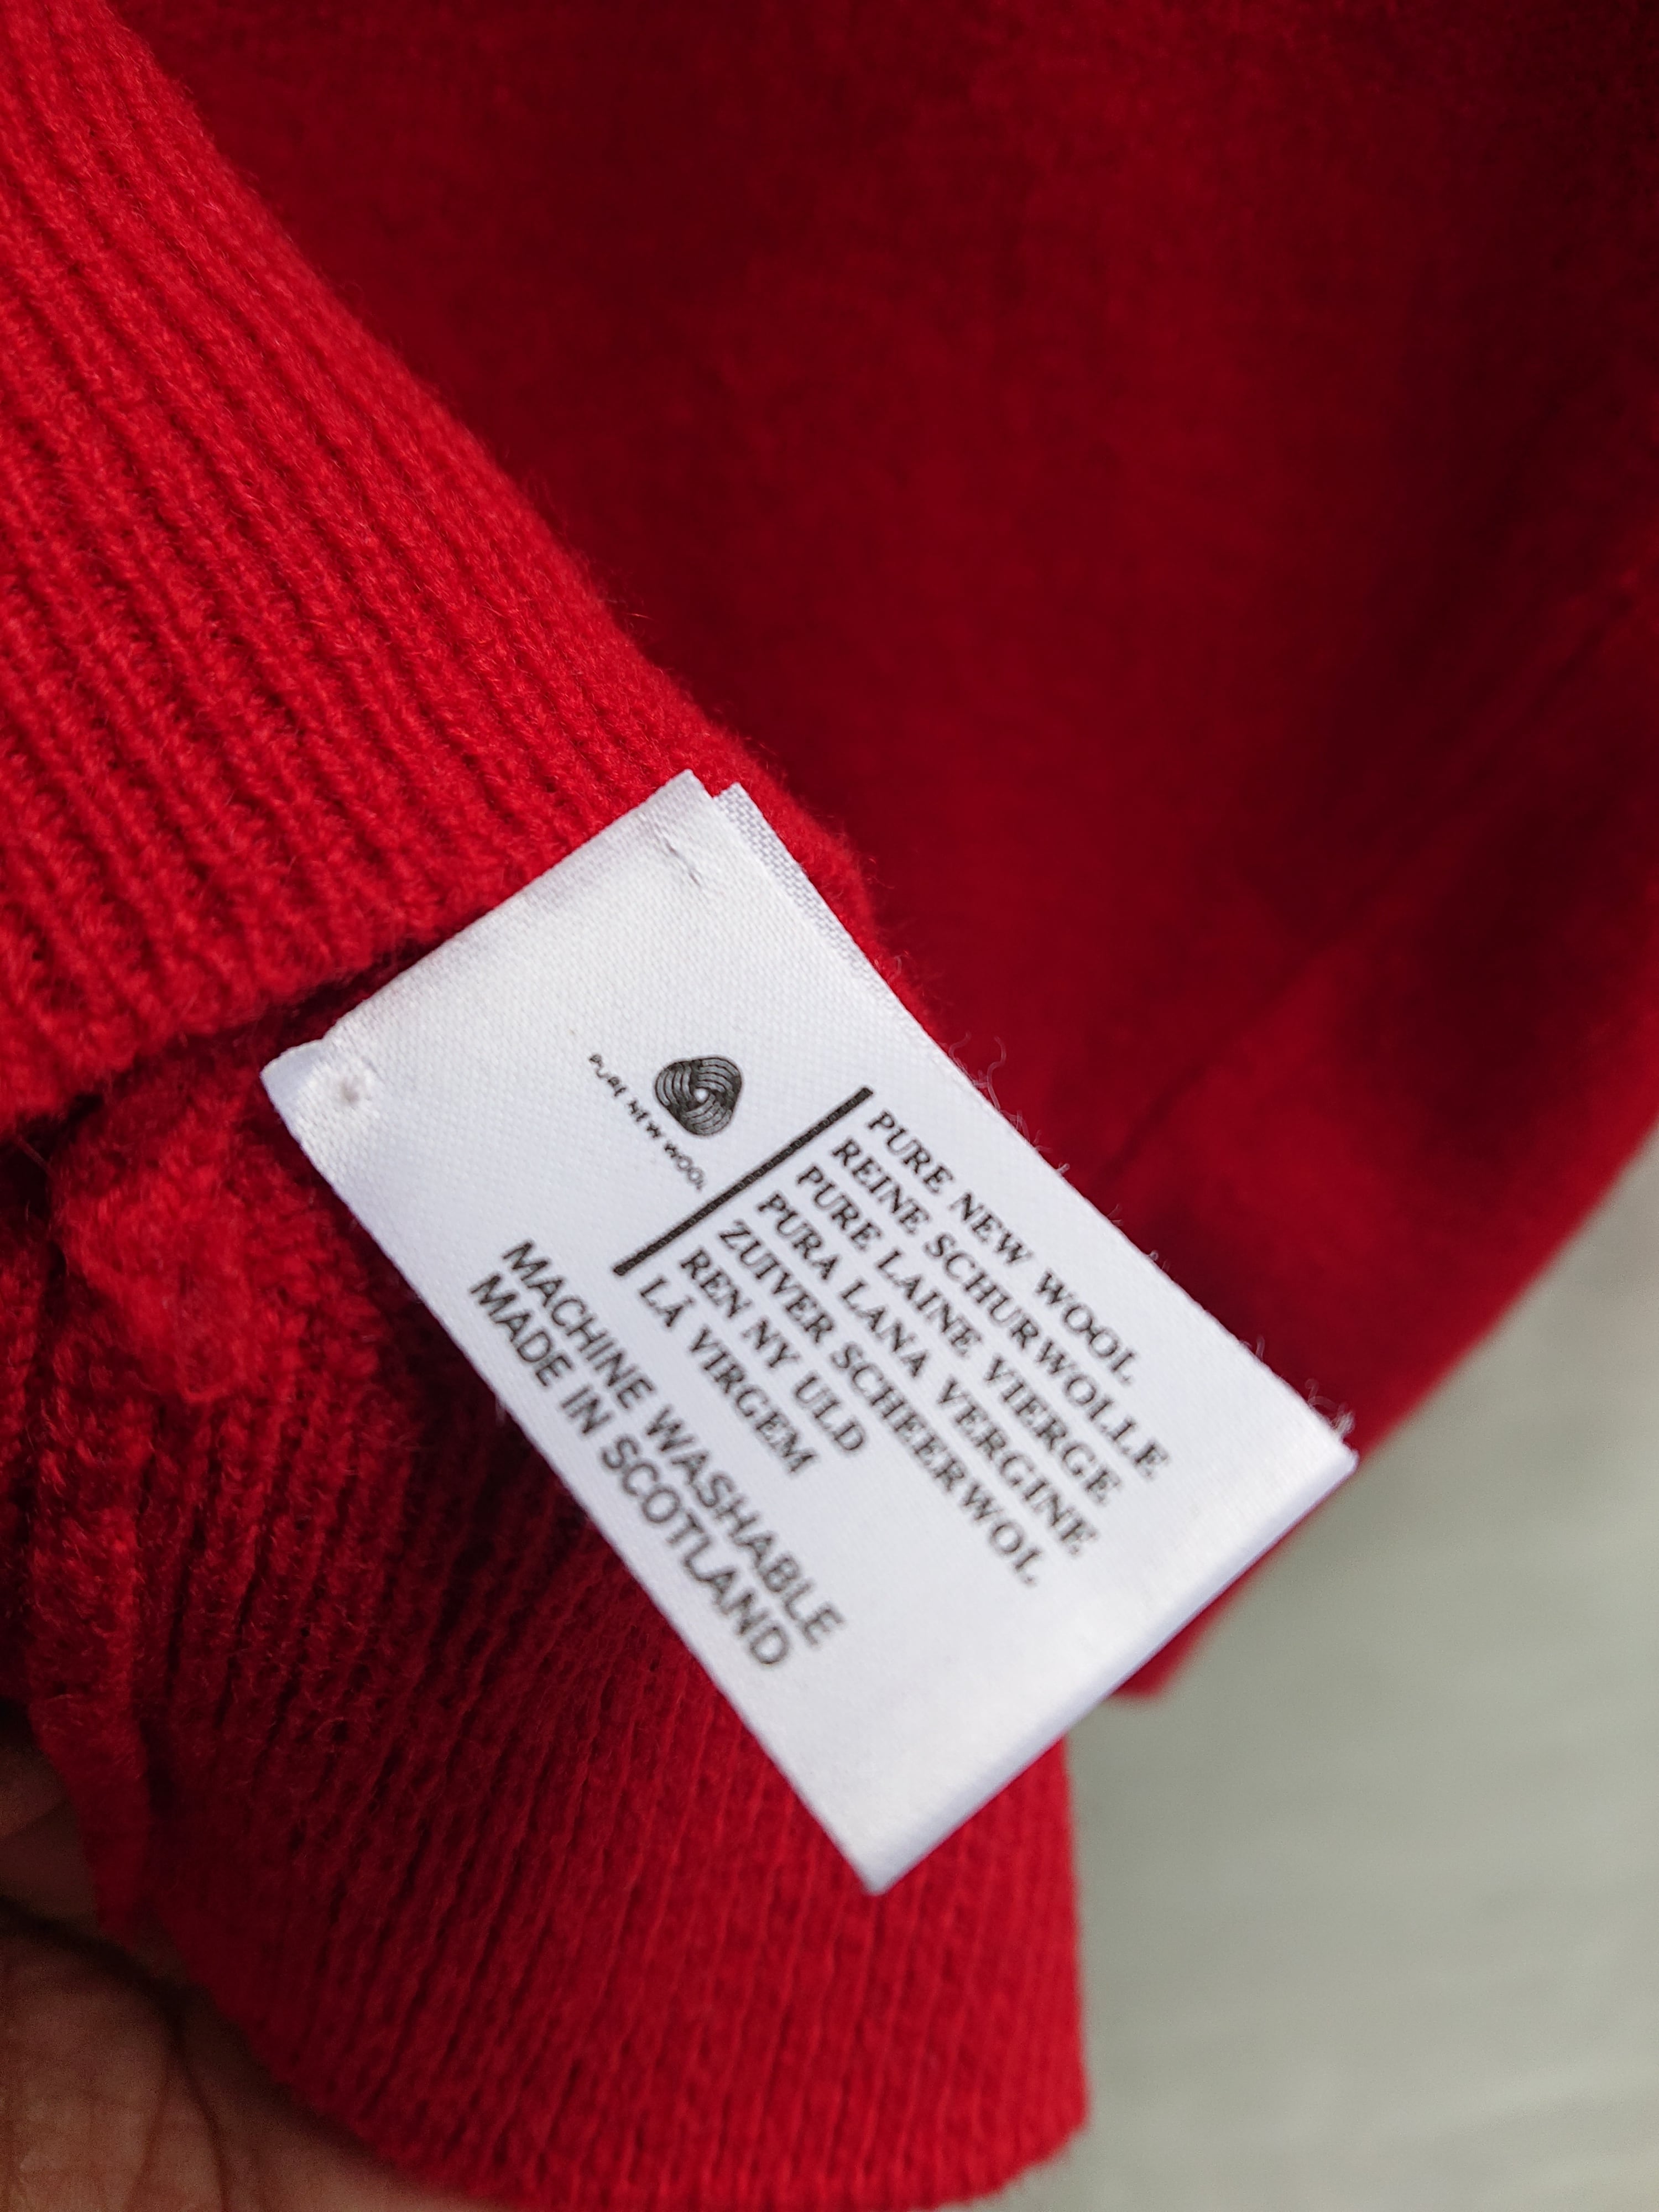 PURE NEW WOOL
PURE NEW WOOL
REINE SCHURWOLLE
PURE LAINE VIERGE
PURA LANA VERGINE
ZUIVER SCHEERWOL
REN NY ULD
LÁ VIRGEM
MACHINE WASHABLE
MADE IN SCOTLAND